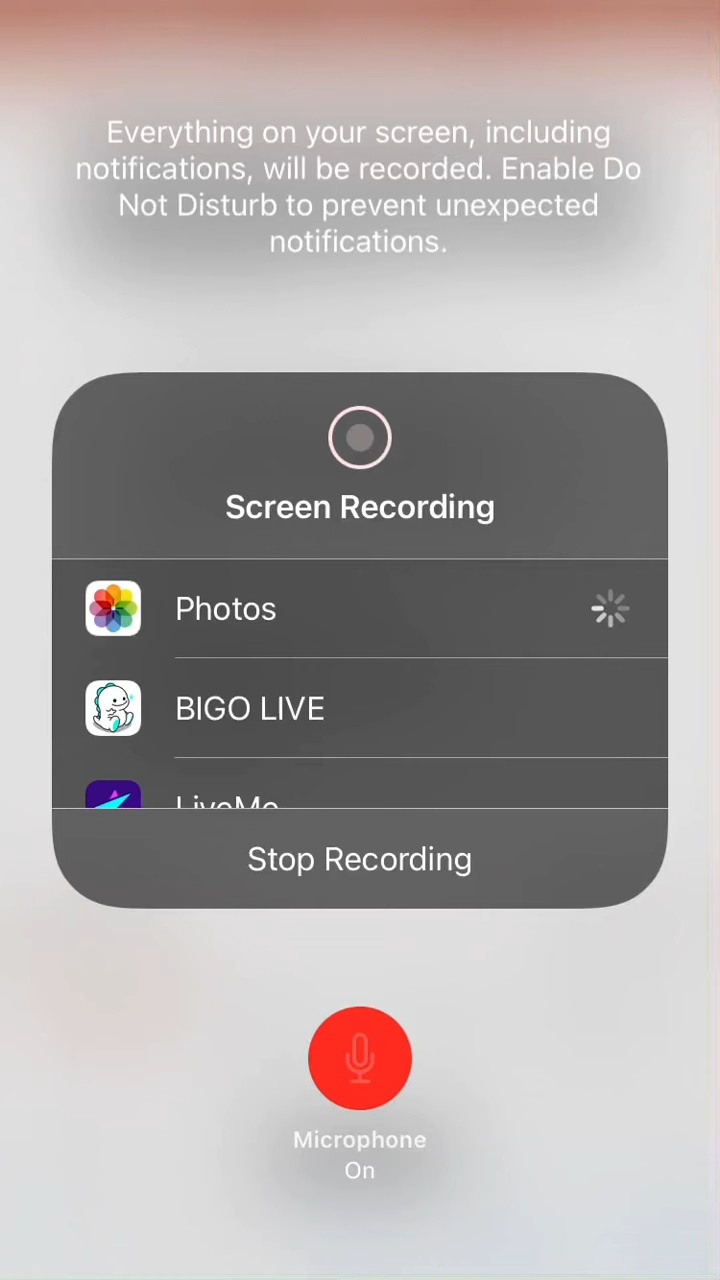 Everything on your screen, including
notifications, will be recorded. Enable Do
Not Disturb to prevent unexpected
notifications.
Screen Recording
Photos
BIGO LIVE
LiveMe
Stop Recording
Microphone
On